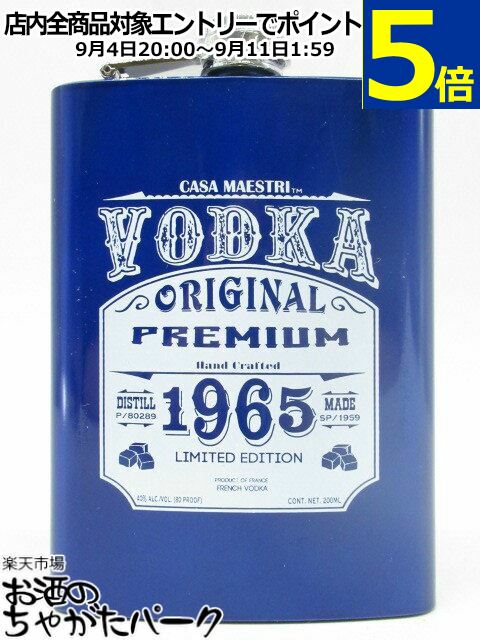 店内全商品対象エントリーでポイント
9月4日20:00～9月11日1:59
5倍
CASA MAESTRI™
VODKA
ORIGINAL
PREMIUM
Hand Crafted
DISTILL
P/80289
1965
MADE
SP/1959
LIMITED EDITION
PRODUCT OF FRANCE
FRENCH VODKA
40% ALC./VOL. (80 PROOF)
CONT. NET. 200ML
楽天市場
お酒の
ちゃがたパーク